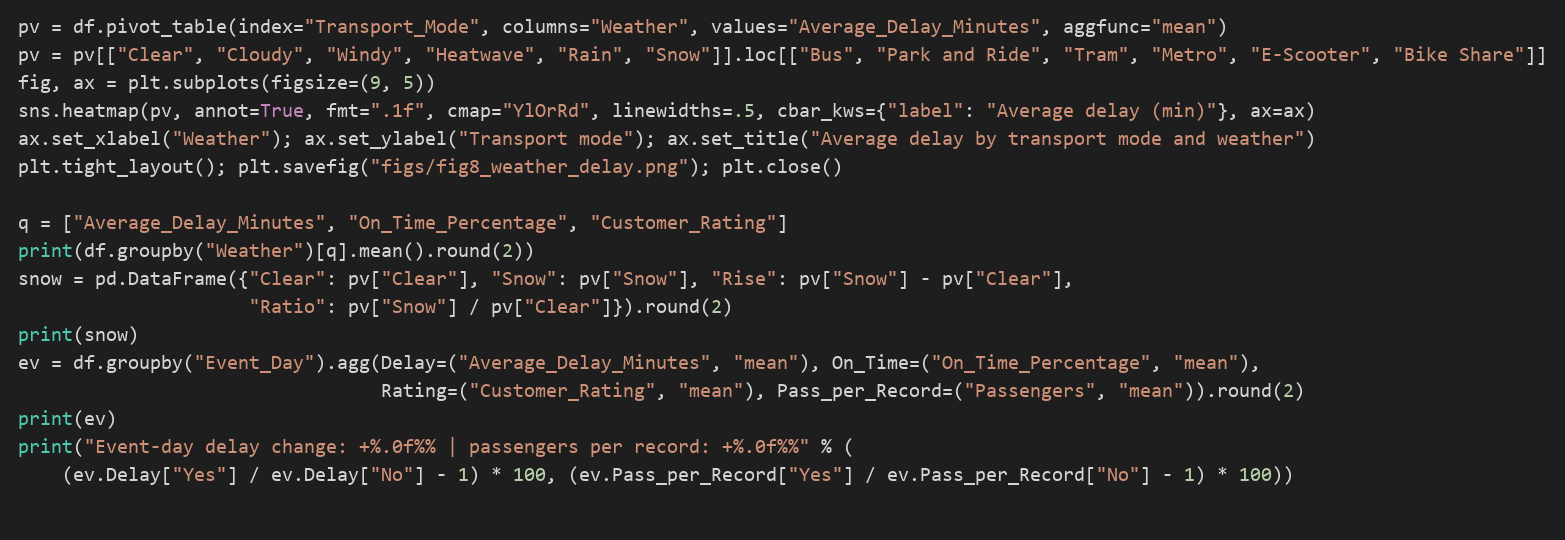 pv = df.pivot_table(index="Transport_Mode", columns="Weather", values="Average_Delay_Minutes", aggfunc="mean")
pv = pv[["Clear", "Cloudy", "Windy", "Heatwave", "Rain", "Snow"]].loc[["Bus", "Park and Ride", "Tram", "Metro", "E-Scooter", "Bike Share"]]
fig, ax = plt.subplots(figsize=(9, 5))
sns.heatmap(pv, annot=True, fmt=".1f", cmap="YlOrRd", linewidths=.5, cbar_kws={"label": "Average delay (min)"}, ax=ax)
ax.set_xlabel("Weather"); ax.set_ylabel("Transport mode"); ax.set_title("Average delay by transport mode and weather")
plt.tight_layout(); plt.savefig("figs/fig8_weather_delay.png"); plt.close()

q = ["Average_Delay_Minutes", "On_Time_Percentage", "Customer_Rating"]
print(df.groupby("Weather")[q].mean().round(2))
snow = pd.DataFrame({"Clear": pv["Clear"], "Snow": pv["Snow"], "Rise": pv["Snow"] - pv["Clear"],
                     "Ratio": pv["Snow"] / pv["Clear"]}).round(2)
print(snow)
ev = df.groupby("Event_Day").agg(Delay=("Average_Delay_Minutes", "mean"), On_Time=("On_Time_Percentage", "mean"),
                                 Rating=("Customer_Rating", "mean"), Pass_per_Record=("Passengers", "mean")).round(2)
print(ev)
print("Event-day delay change: +%.0f%% | passengers per record: +%.0f%%" % (
    (ev.Delay["Yes"] / ev.Delay["No"] - 1) * 100, (ev.Pass_per_Record["Yes"] / ev.Pass_per_Record["No"] - 1) * 100))